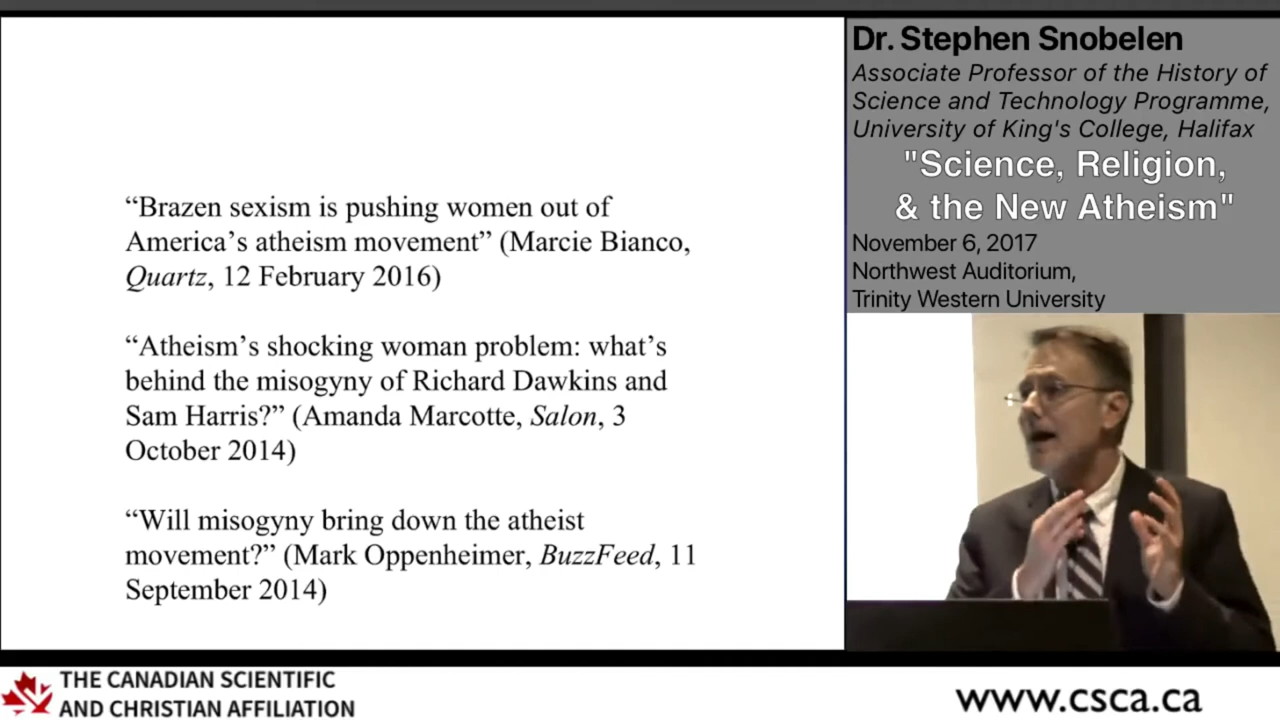 “Brazen sexism is pushing women out of
America’s atheism movement” (Marcie Bianco,
Quartz, 12 February 2016)
“Atheism’s shocking woman problem: what’s
behind the misogyny of Richard Dawkins and
Sam Harris?” (Amanda Marcotte, Salon, 3
October 2014)
“Will misogyny bring down the atheist
movement?” (Mark Oppenheimer, BuzzFeed, 11
September 2014)
Dr. Stephen Snobelen
Associate Professor of the History of
Science and Technology Programme,
University of King's College, Halifax
"Science, Religion,
& the New Atheism"
November 6, 2017
Northwest Auditorium,
Trinity Western University
THE CANADIAN SCIENTIFIC
AND CHRISTIAN AFFILIATION
www.csca.ca